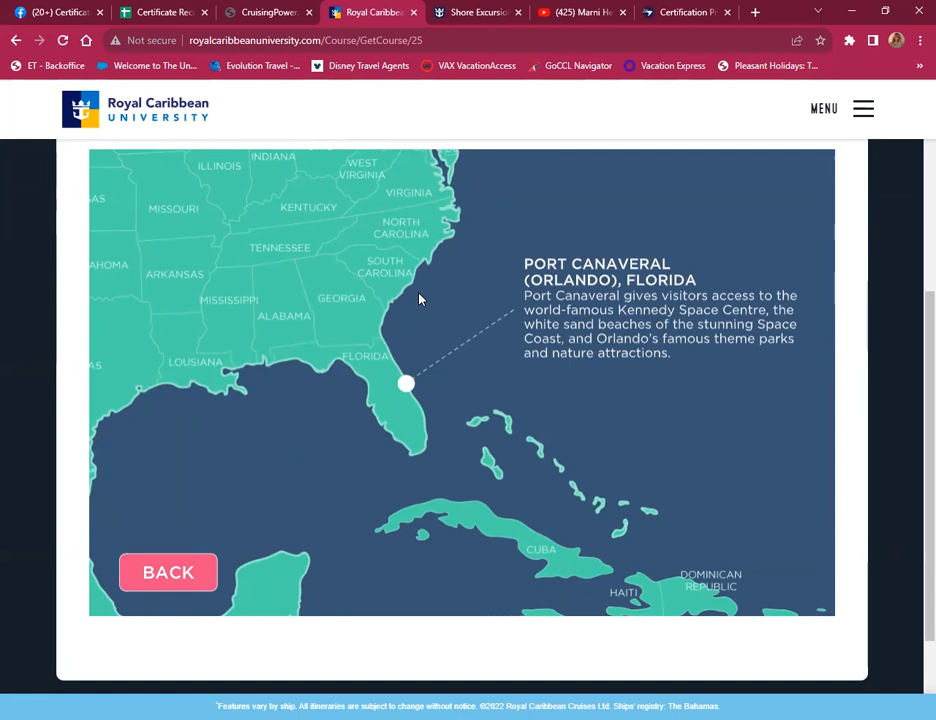 (20+) Certificat
Certificate Rec
CruisingPower.
Royal Caribbea
Shore Excursio
(425) Marni He
Certification Pr
Not secure
royalcaribbeanuniversity.com/Course/GetCourse/25
ET - Backoffice
Welcome to The Un...
Evolution Travel -...
Disney Travel Agents
VAX VacationAccess
GoCCL Navigator
Vacation Express
Pleasant Holidays: T...
»
Royal Caribbean
UNIVERSITY
MENU
ILLINOIS
INDIANA
WEST
VIRGINIA
VIRGINIA
AS
MISSOURI
KENTUCKY
NORTH
CAROLINA
TENNESSEE
AHOMA
ARKANSAS
SOUTH
CAROLINA
MISSISSIPPI
ALABAMA
GEORGIA
AS
LOUSIANA
FLORIDA
PORT CANAVERAL
(ORLANDO), FLORIDA
Port Canaveral gives visitors access to the
world-famous Kennedy Space Centre, the
white sand beaches of the stunning Space
Coast, and Orlando's famous theme parks
and nature attractions.
CUBA
HAITI
DOMINICAN
REPUBLIC
BACK
*Features vary by ship. All itineraries are subject to change without notice. ©2022 Royal Caribbean Cruises Ltd. Ships' registry: The Bahamas.